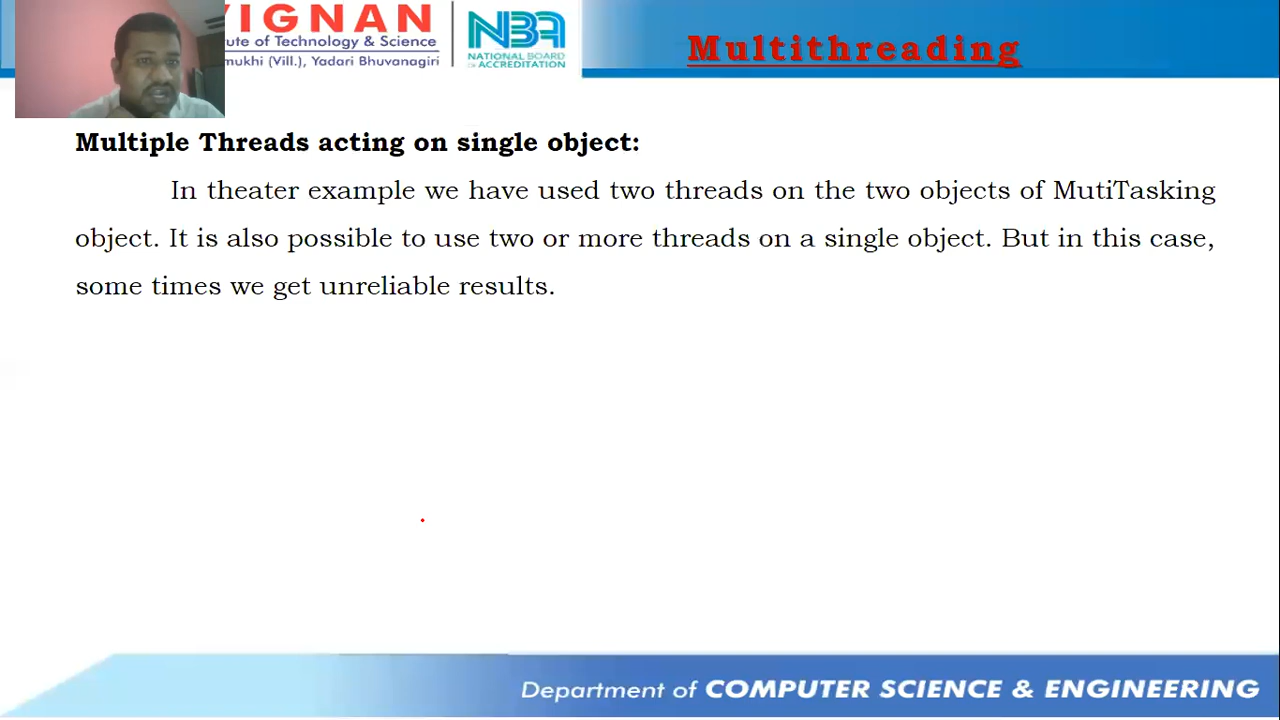 VIGNAN
itute of Technology & Science
mukhi (Vill.), Yadari Bhuvanagiri
NBA
NATIONAL BOARD
OF ACCREDITATION
Multithreading
Multiple Threads acting on single object:
In theater example we have used two threads on the two objects of MutiTasking
object. It is also possible to use two or more threads on a single object. But in this case,
some times we get unreliable results.
Department of COMPUTER SCIENCE & ENGINEERING